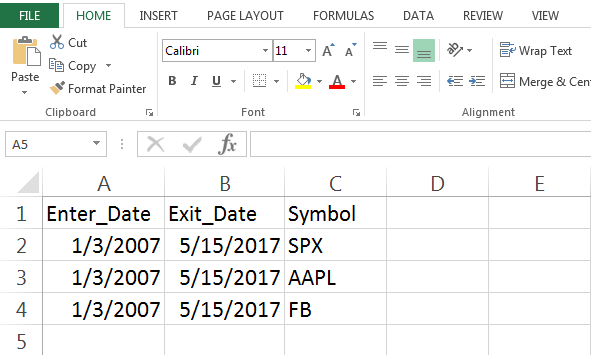 FILE HOME INSERT PAGE LAYOUT FORMULAS DATA REVIEW VIEW
Cut
Calibri 11 A A
Wrap Text
Copy
Paste
Format Painter
B I U A
Merge & Cent
Clipboard Font Alignment
A5 fx
A B C D E
1 Enter_Date Exit_Date Symbol
2 1/3/2007 5/15/2017 SPX
3 1/3/2007 5/15/2017 AAPL
4 1/3/2007 5/15/2017 FB
5